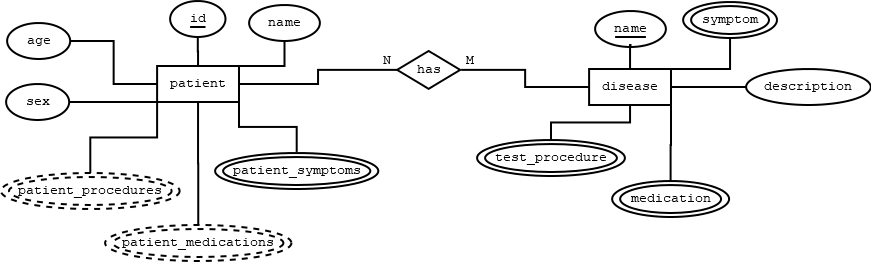 id
name
age
patient
sex
patient_procedures
patient_symptoms
patient_medications
N
has
M
name
symptom
disease
description
test_procedure
medication